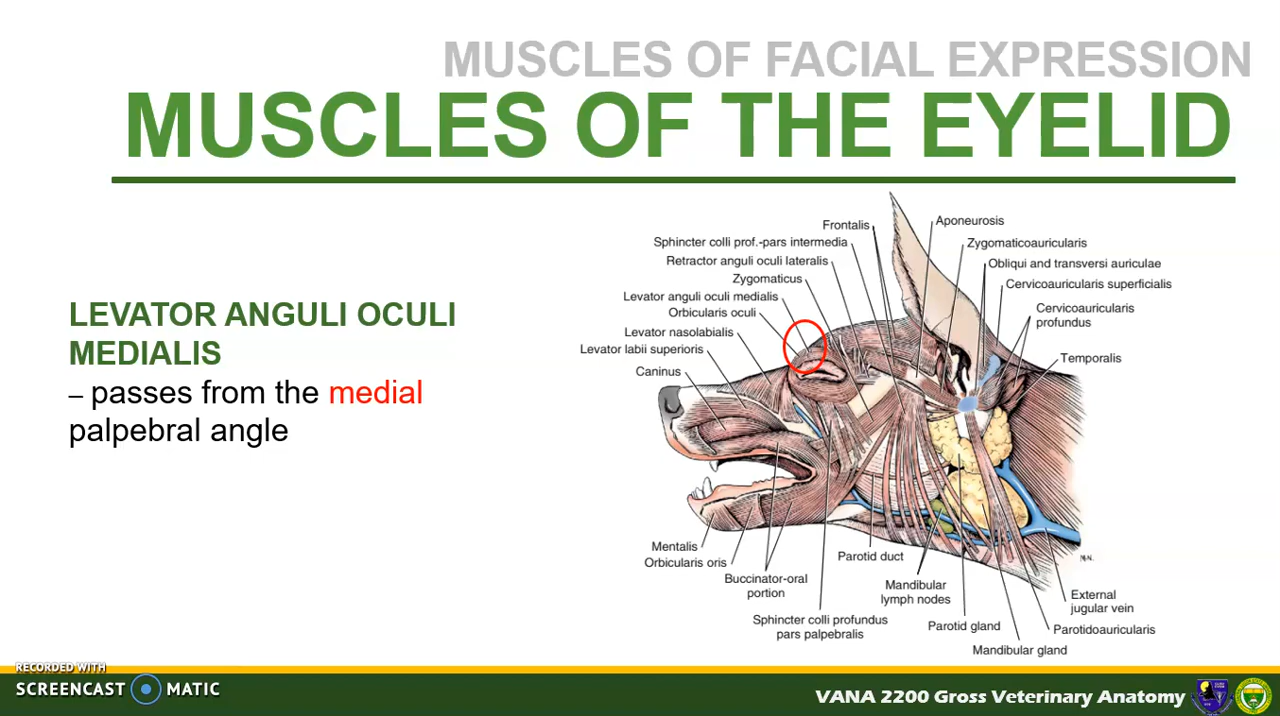 MUSCLES OF FACIAL EXPRESSION
MUSCLES OF THE EYELID
LEVATOR ANGULI OCULI
MEDIALIS
– passes from the medial
palpebral angle
Frontalis
Sphincter colli prof.-pars intermedia
Retractor anguli oculi lateralis
Zygomaticus
Levator anguli oculi medialis
Orbicularis oculi
Levator nasolabialis
Levator labii superioris
Caninus
Aponeurosis
Zygomaticoauricularis
Obliqui and transversi auriculae
Cervicoauricularis superficialis
Cervicoauricularis
profundus
Temporalis
Mentalis
Orbicularis oris
Buccinator-oral
portion
Sphincter colli profundus
pars palpebralis
Parotid duct
Mandibular
lymph nodes
Parotid gland
Mandibular gland
External
jugular vein
Parotidoauricularis
RECORDED WITH
SCREENCAST MATIC
VANA 2200 Gross Veterinary Anatomy